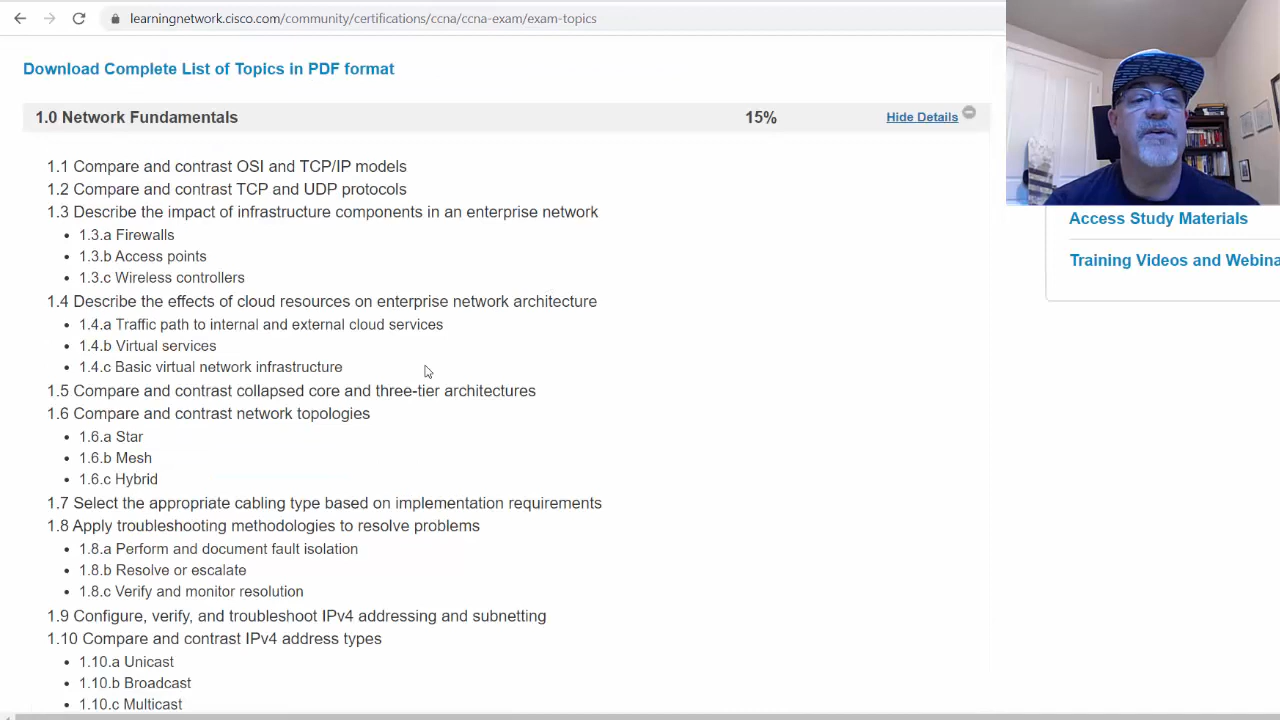 learningnetwork.cisco.com/community/certifications/ccna/ccna-exam/exam-topics
Download Complete List of Topics in PDF format
1.0 Network Fundamentals 15% Hide Details
1.1 Compare and contrast OSI and TCP/IP models
1.2 Compare and contrast TCP and UDP protocols
1.3 Describe the impact of infrastructure components in an enterprise network
1.3.a Firewalls
1.3.b Access points
1.3.c Wireless controllers
1.4 Describe the effects of cloud resources on enterprise network architecture
1.4.a Traffic path to internal and external cloud services
1.4.b Virtual services
1.4.c Basic virtual network infrastructure
1.5 Compare and contrast collapsed core and three-tier architectures
1.6 Compare and contrast network topologies
1.6.a Star
1.6.b Mesh
1.6.c Hybrid
1.7 Select the appropriate cabling type based on implementation requirements
1.8 Apply troubleshooting methodologies to resolve problems
1.8.a Perform and document fault isolation
1.8.b Resolve or escalate
1.8.c Verify and monitor resolution
1.9 Configure, verify, and troubleshoot IPv4 addressing and subnetting
1.10 Compare and contrast IPv4 address types
1.10.a Unicast
1.10.b Broadcast
1.10.c Multicast
Access Study Materials
Training Videos and Webina